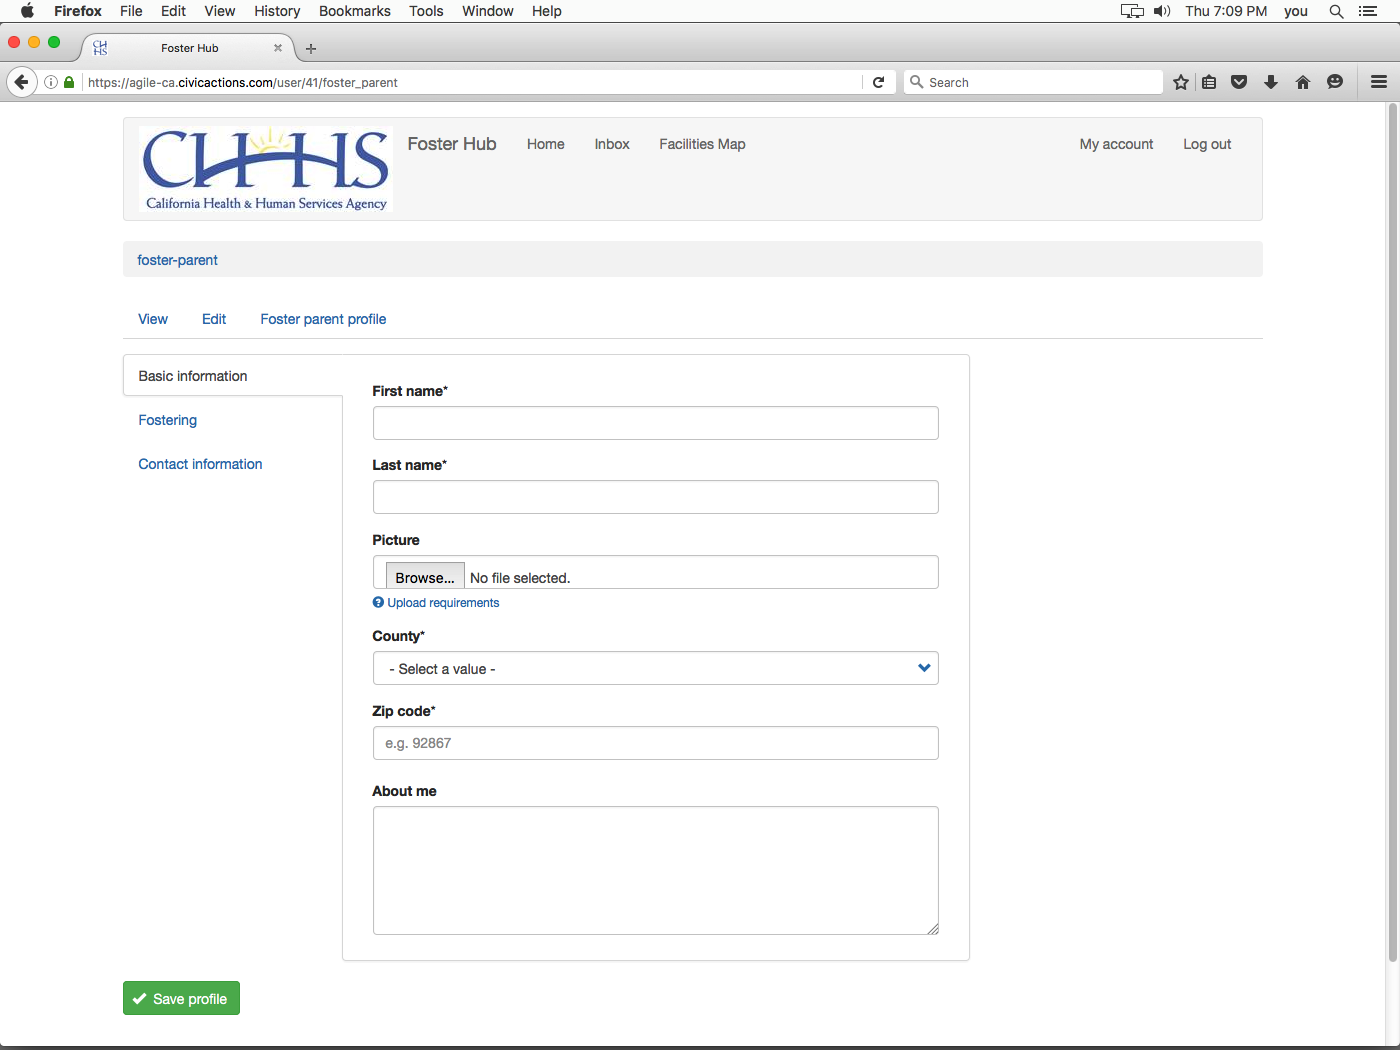 Firefox File Edit View History Bookmarks Tools Window Help Thu 7:09 PM you
CH HS Foster Hub
https://agile-ca.civicactions.com/user/41/foster_parent Search
CHHS
California Health & Human Services Agency
Foster Hub Home Inbox Facilities Map My account Log out
foster-parent
View Edit Foster parent profile
Basic information
Fostering
Contact information
First name*
Last name*
Picture
Browse... No file selected.
Upload requirements
County*
- Select a value -
Zip code*
e.g. 92867
About me
Save profile